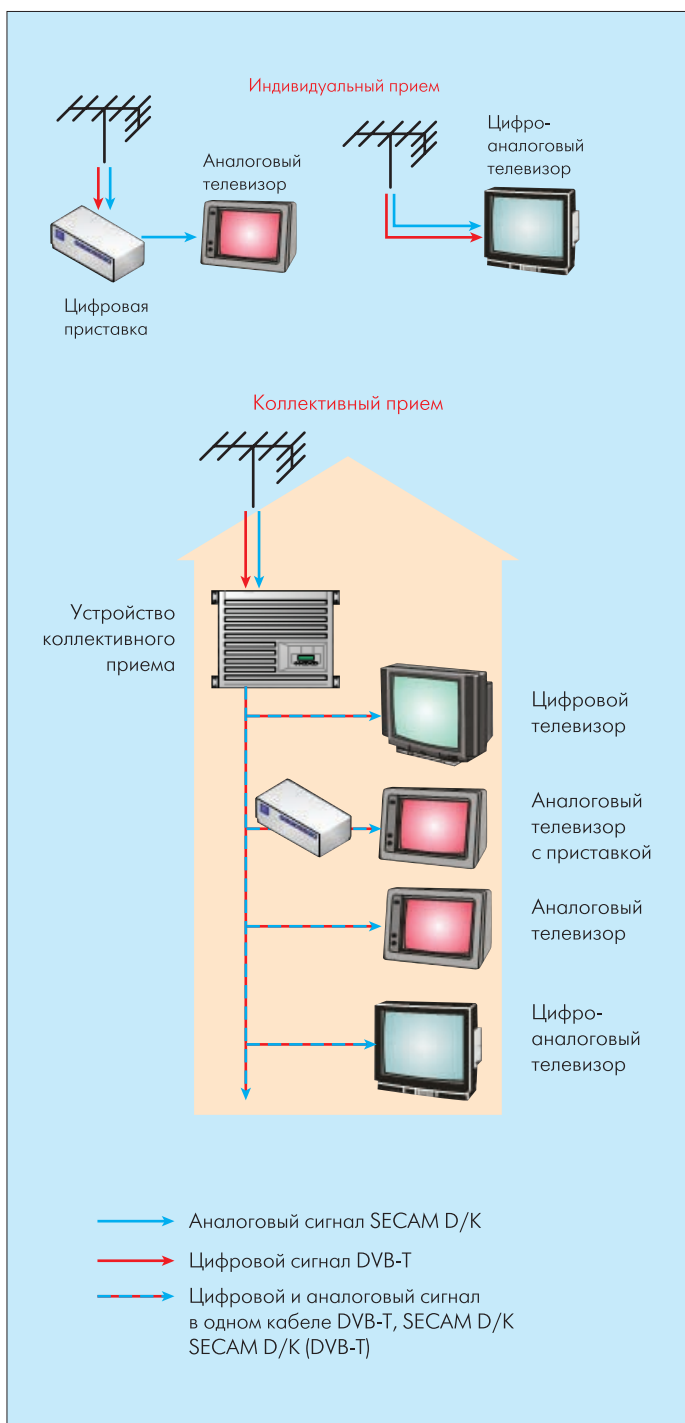 Индивидуальный прием
Аналоговый
телевизор
Цифро-
аналоговый
телевизор
Цифровая
приставка
Коллективный прием
Устройство
коллективного
приема
Цифровой
телевизор
Аналоговый
телевизор
с приставкой
Аналоговый
телевизор
Цифро-
аналоговый
телевизор
Аналоговый сигнал SECAM D/K
Цифровой сигнал DVB-T
Цифровой и аналоговый сигнал
в одном кабеле DVB-T, SECAM D/K
SECAM D/K (DVB-T)